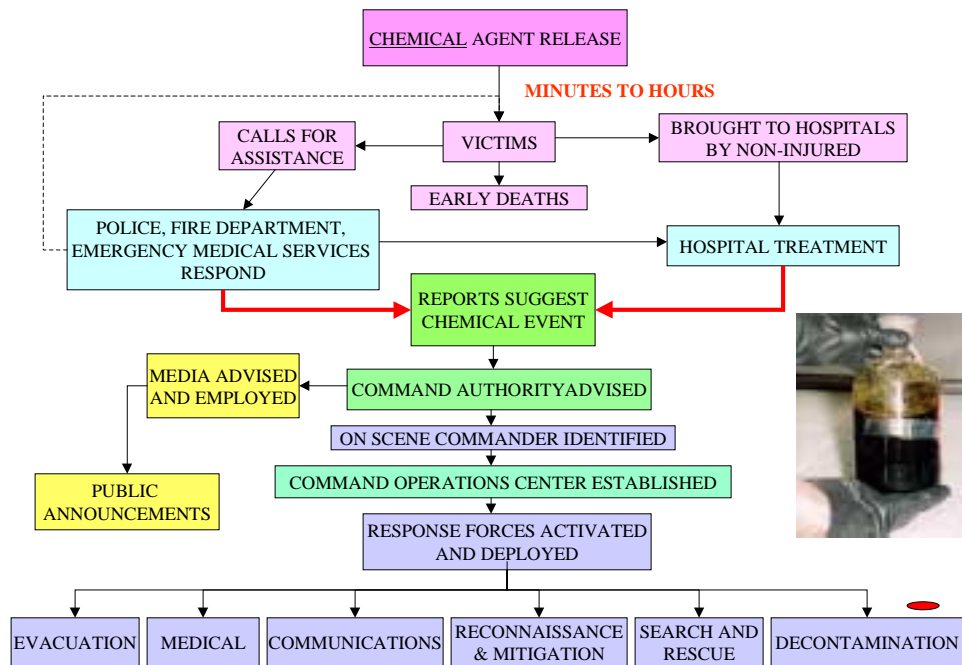 CHEMICAL AGENT RELEASE
MINUTES TO HOURS
CALLS FOR
ASSISTANCE
VICTIMS
BROUGHT TO HOSPITALS
BY NON-INJURED
EARLY DEATHS
POLICE, FIRE DEPARTMENT,
EMERGENCY MEDICAL SERVICES
RESPOND
HOSPITAL TREATMENT
REPORTS SUGGEST
CHEMICAL EVENT
MEDIA ADVISED
AND EMPLOYED
COMMAND AUTHORITYADVISED
ON SCENE COMMANDER IDENTIFIED
PUBLIC
ANNOUNCEMENTS
COMMAND OPERATIONS CENTER ESTABLISHED
RESPONSE FORCES ACTIVATED
AND DEPLOYED
EVACUATION
MEDICAL
COMMUNICATIONS
RECONNAISSANCE
& MITIGATION
SEARCH AND
RESCUE
DECONTAMINATION